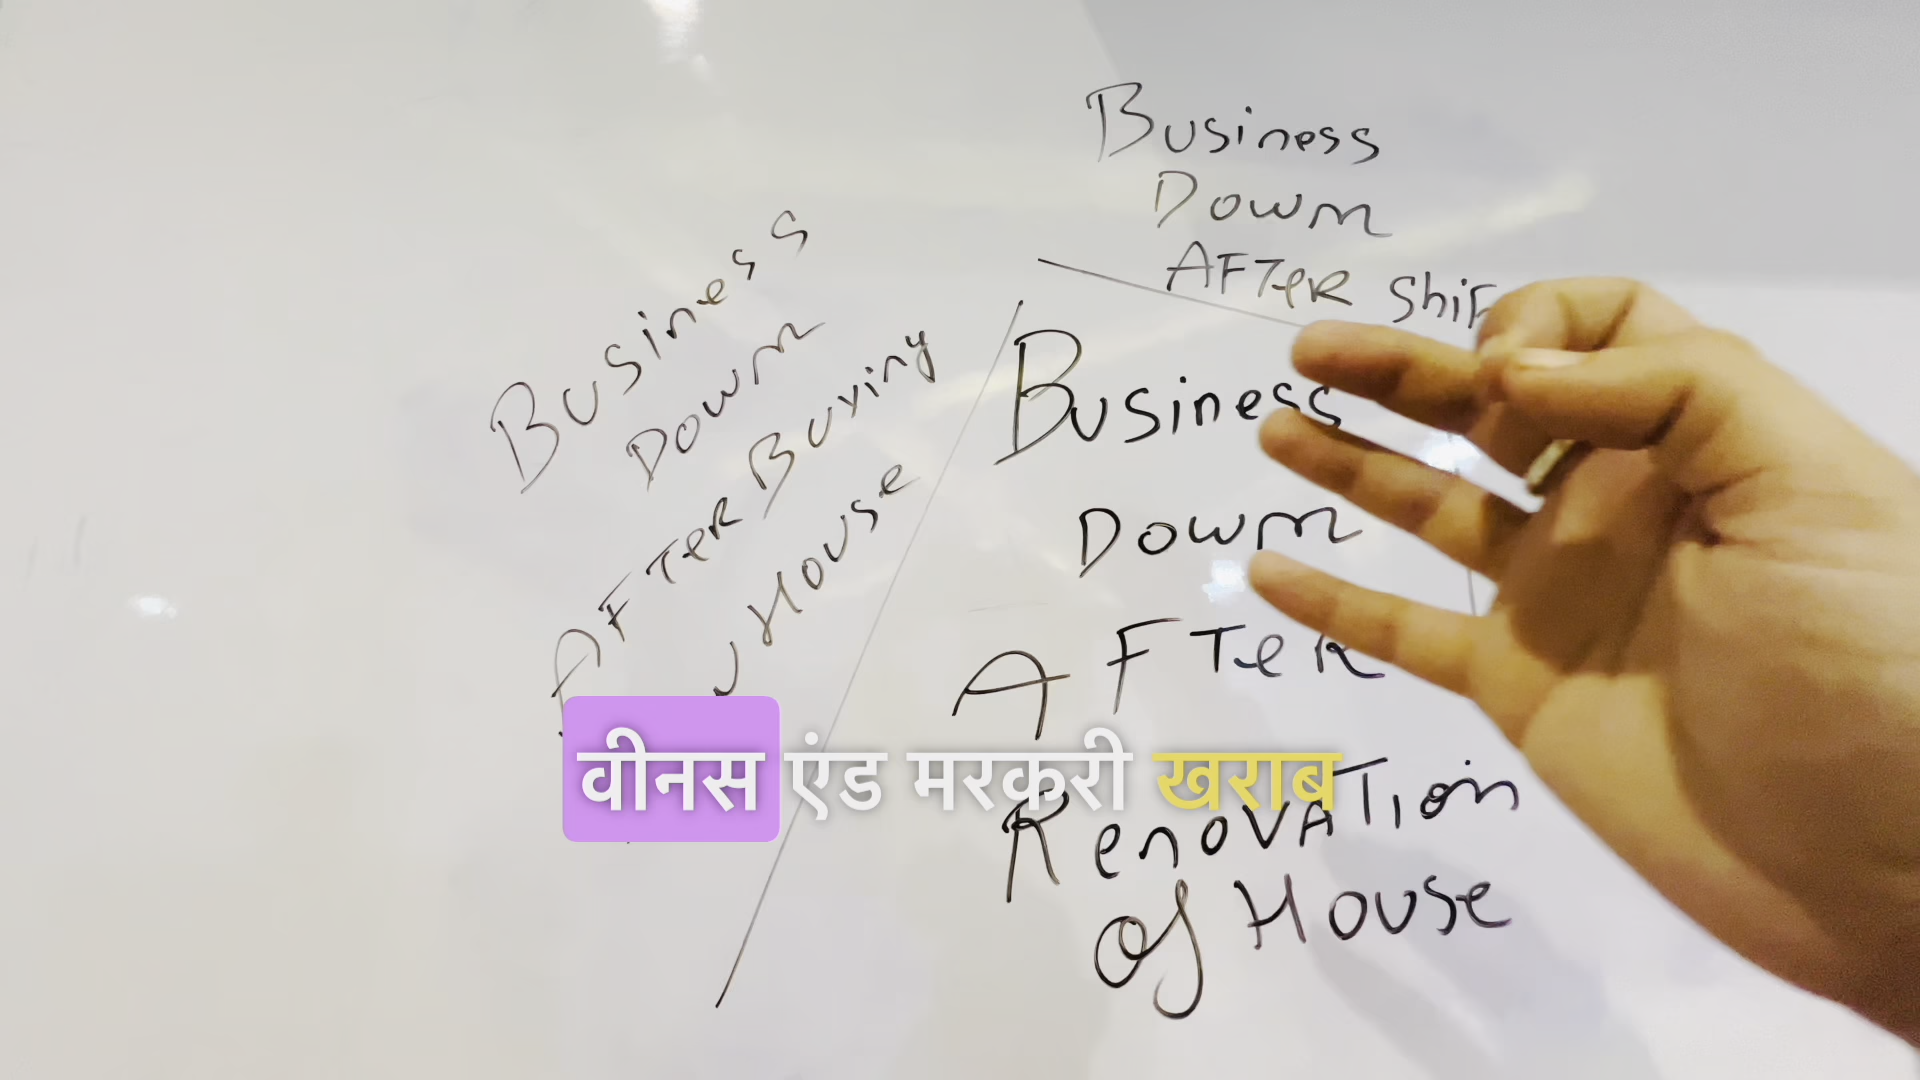 Business
Down
AFTER Shif
Business
Down
AFTER Buying
House
Business
Down
AFTER
Renovation
of House
वीनस एंड मरकरी खराब